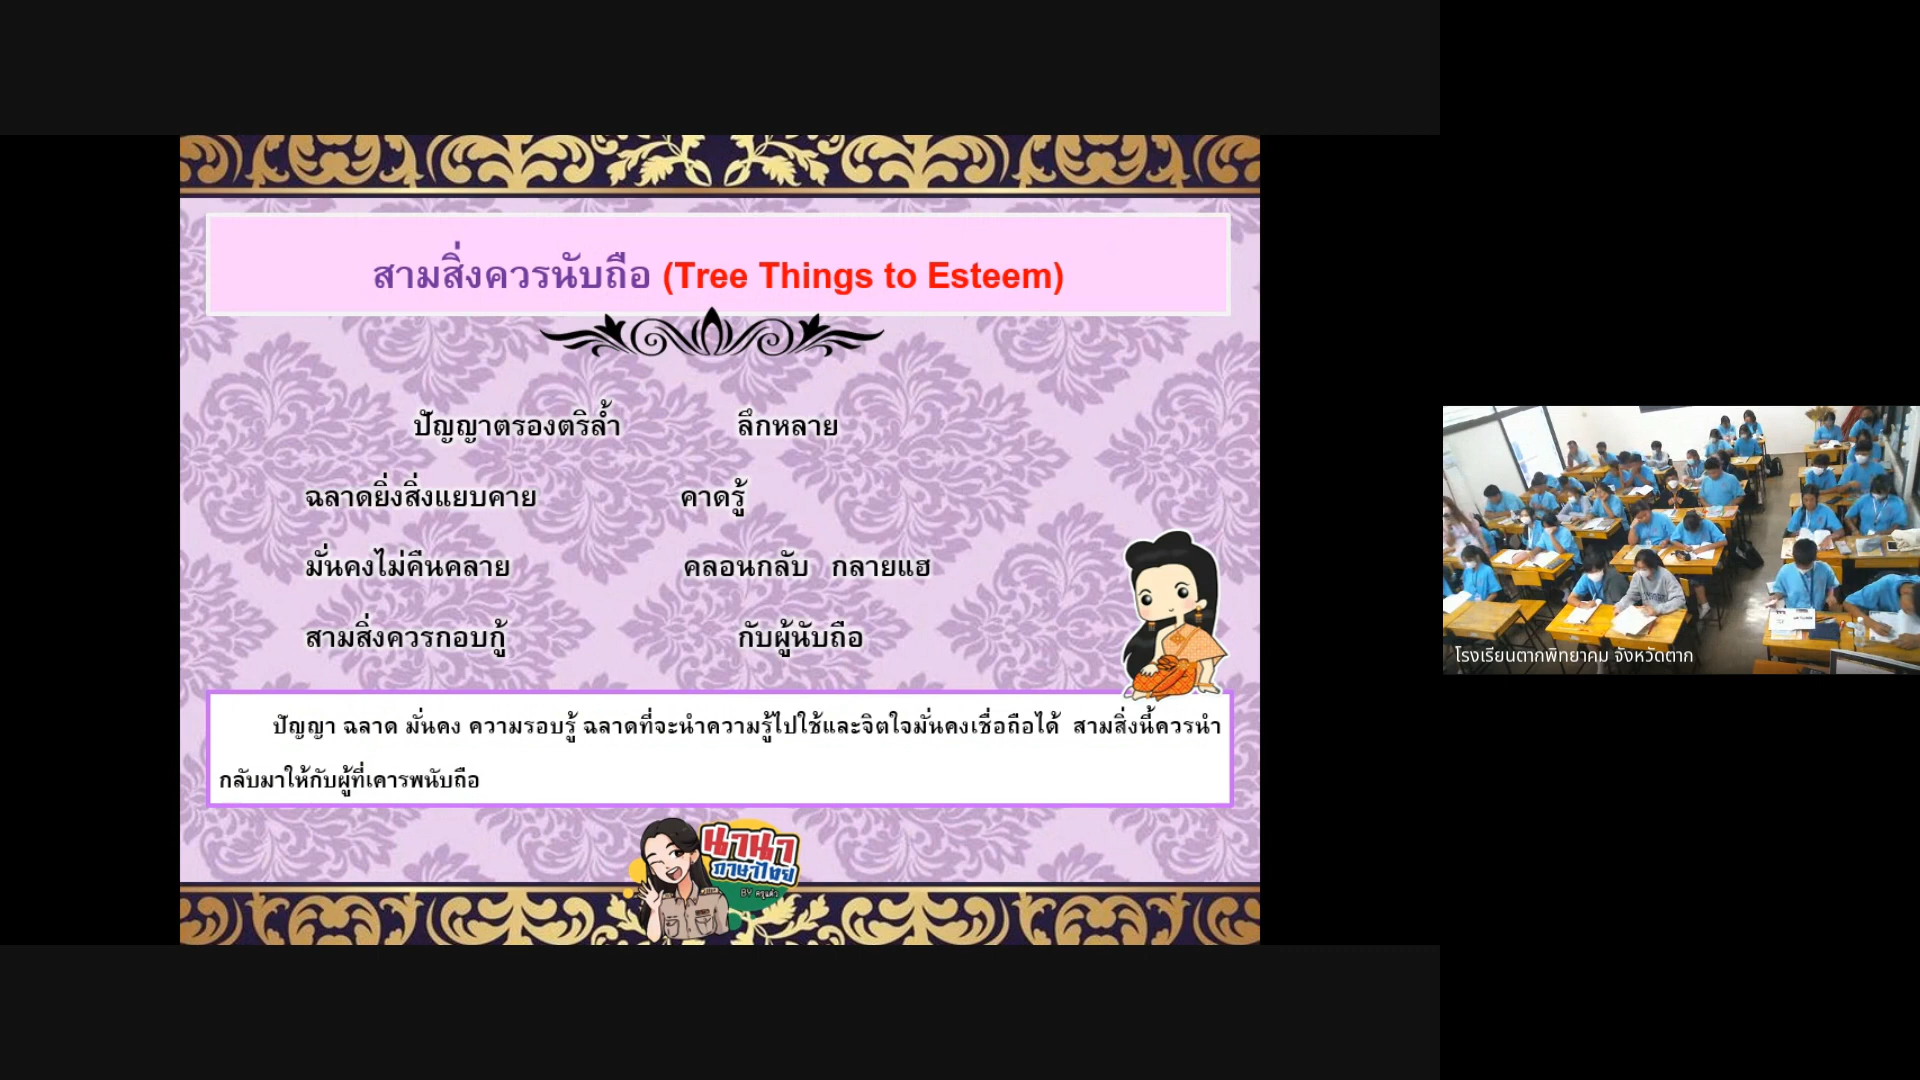 สามสิ่งควรนับถือ (Tree Things to Esteem)
ปัญญาตรองตริล้ำ ลึกหลาย
ฉลาดยิ่งสิ่งแยบคาย คาดรู้
มั่นคงไม่คืนคลาย คลอนกลับ กลายแฮ
สามสิ่งควรกอบกู้ กับผู้นับถือ
ปัญญา ฉลาด มั่นคง ความรอบรู้ ฉลาดที่จะนำความรู้ไปใช้และจิตใจมั่นคงเชื่อถือได้ สามสิ่งนี้ควรนำ
กลับมาให้กับผู้ที่เคารพนับถือ
นานา
ภาษาไทย
BY ครูแต้ว
โรงเรียนตากพิทยาคม จังหวัดตาก